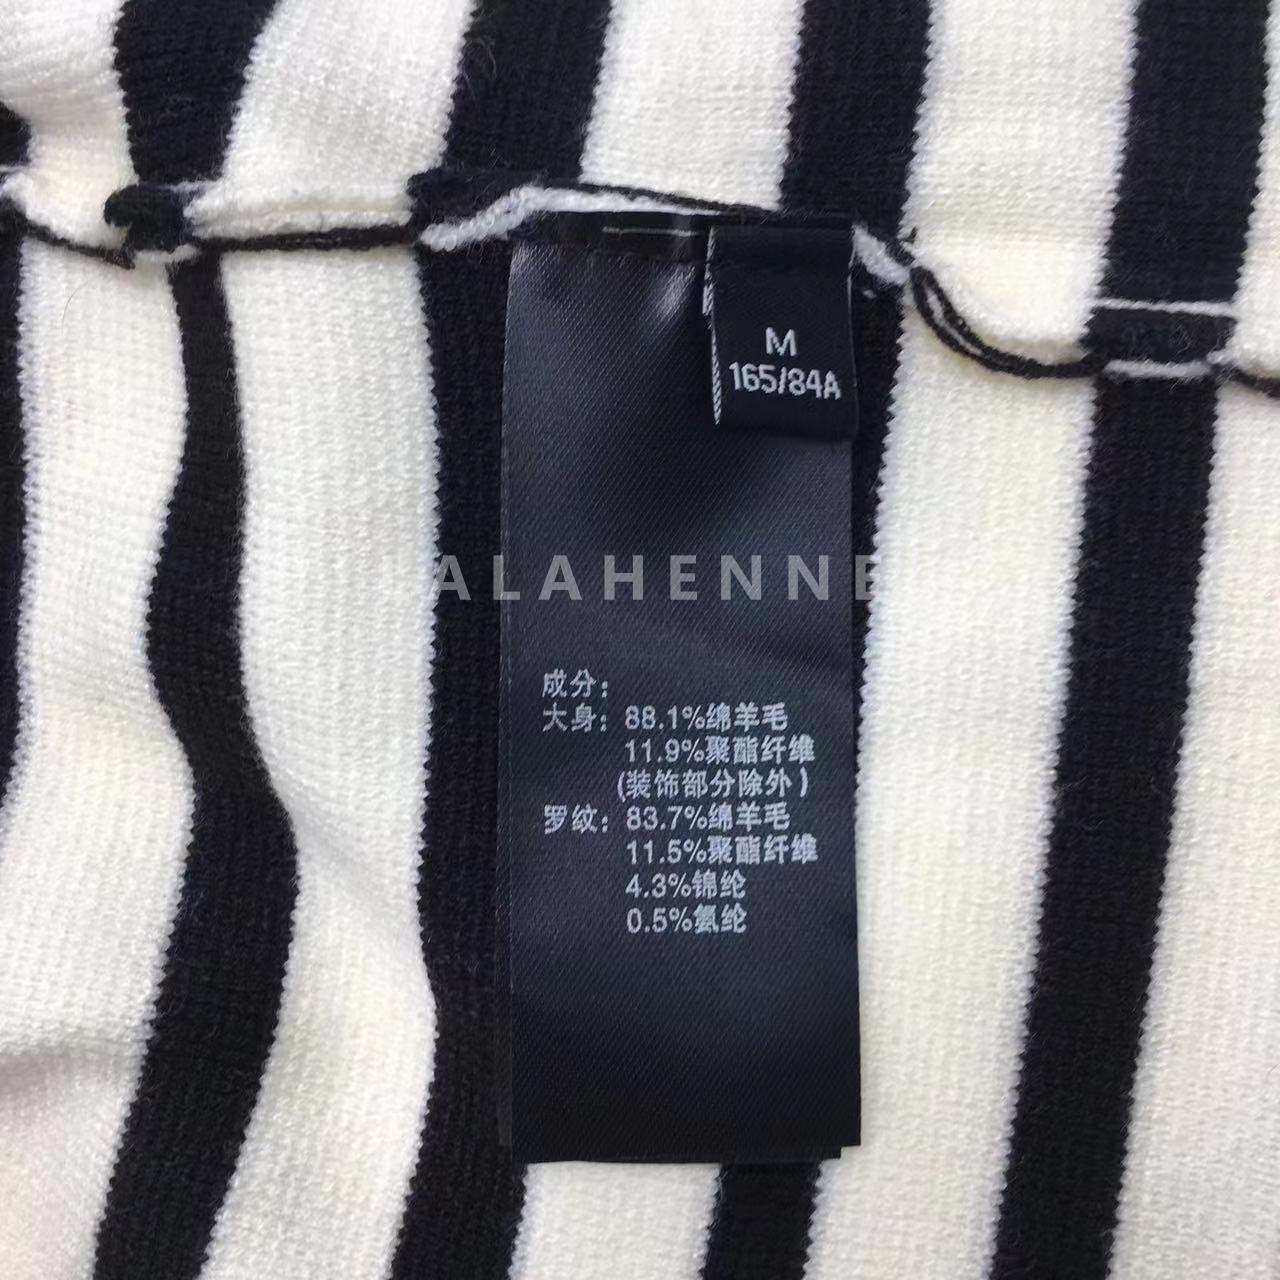 M
165/84A
LALAHENNE
成分：
大身：88.1%绵羊毛
11.9%聚酯纤维
(装饰部分除外)
罗纹：83.7%绵羊毛
11.5%聚酯纤维
4.3%锦纶
0.5%氨纶